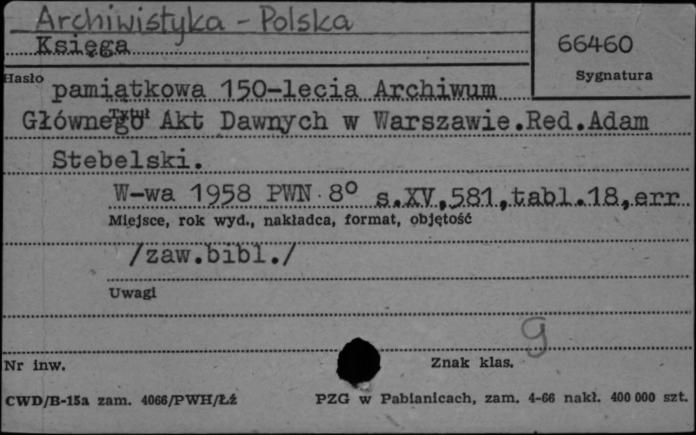 Archiwistyka - Polska
Księga
66460
Hasło
Sygnatura
pamiątkowa 150-lecia Archiwum
Tytuł
Głównego Akt Dawnych w Warszawie.Red.Adam
Stebelski.
W-wa 1958 PWN 8° s.XV,581,tabl.18,err
Miejsce, rok wyd., nakładca, format, objętość
/zaw.bibl./
Uwagi
9
Nr inw.
Znak klas.
CWD/B-15a zam. 4066/PWH/Łź
PZG w Pabianicach, zam. 4-66 nakł. 400 000 szt.